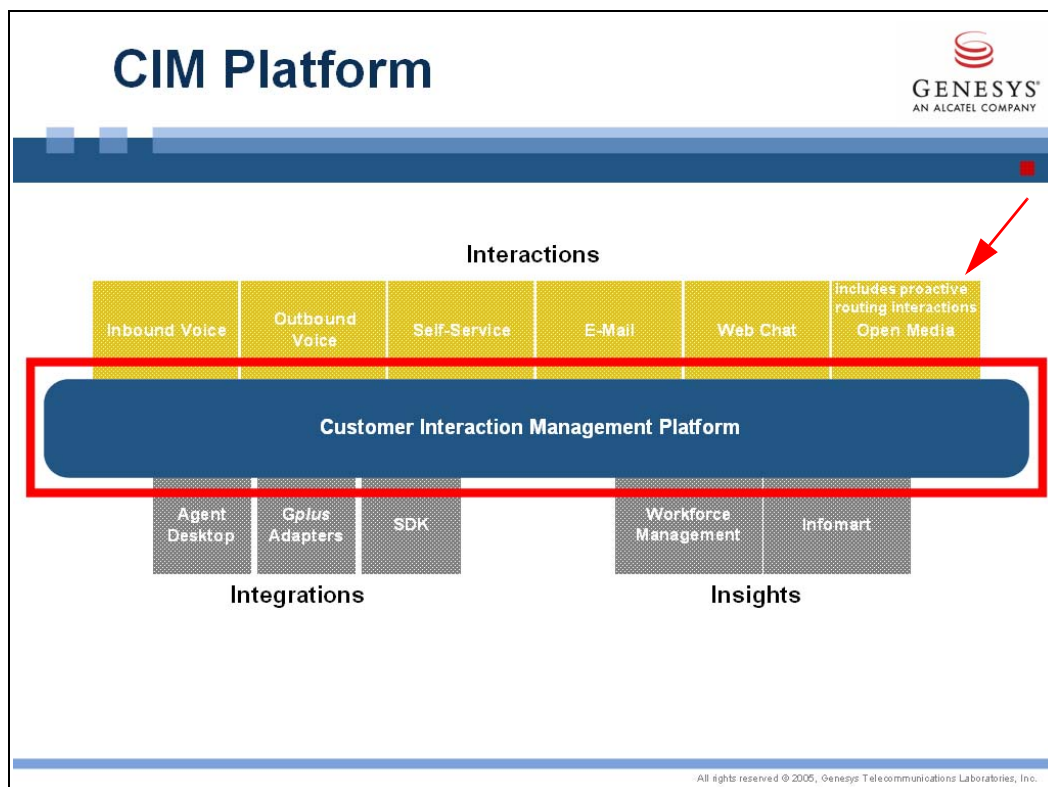 CIM Platform
GENESYS
AN ALCATEL COMPANY
Interactions
Inbound Voice
Outbound
Voice
Self-Service
E-Mail
Web Chat
includes proactive
routing interactions
Open Media
Customer Interaction Management Platform
Agent
Desktop
Gplus
Adapters
SDK
Workforce
Management
Infomart
Integrations
Insights
All rights reserved © 2005, Genesys Telecommunications Laboratories, Inc.